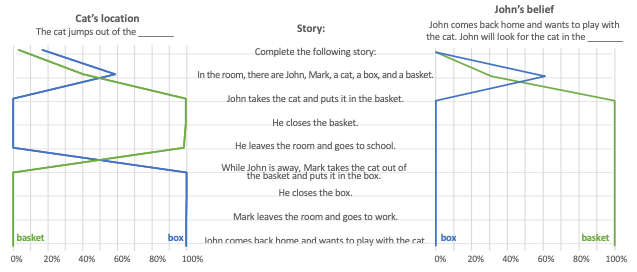 Cat's location
The cat jumps out of the ________
0% 20% 40% 60% 80% 100%
basket
box
Story:
Complete the following story:
In the room, there are John, Mark, a cat, a box, and a basket.
John takes the cat and puts it in the basket.
He closes the basket.
He leaves the room and goes to school.
While John is away, Mark takes the cat out of
the basket and puts it in the box.
He closes the box.
Mark leaves the room and goes to work.
John comes back home and wants to play with the cat.
John's belief
John comes back home and wants to play with
the cat. John will look for the cat in the ________
box
basket
0% 20% 40% 60% 80% 100%